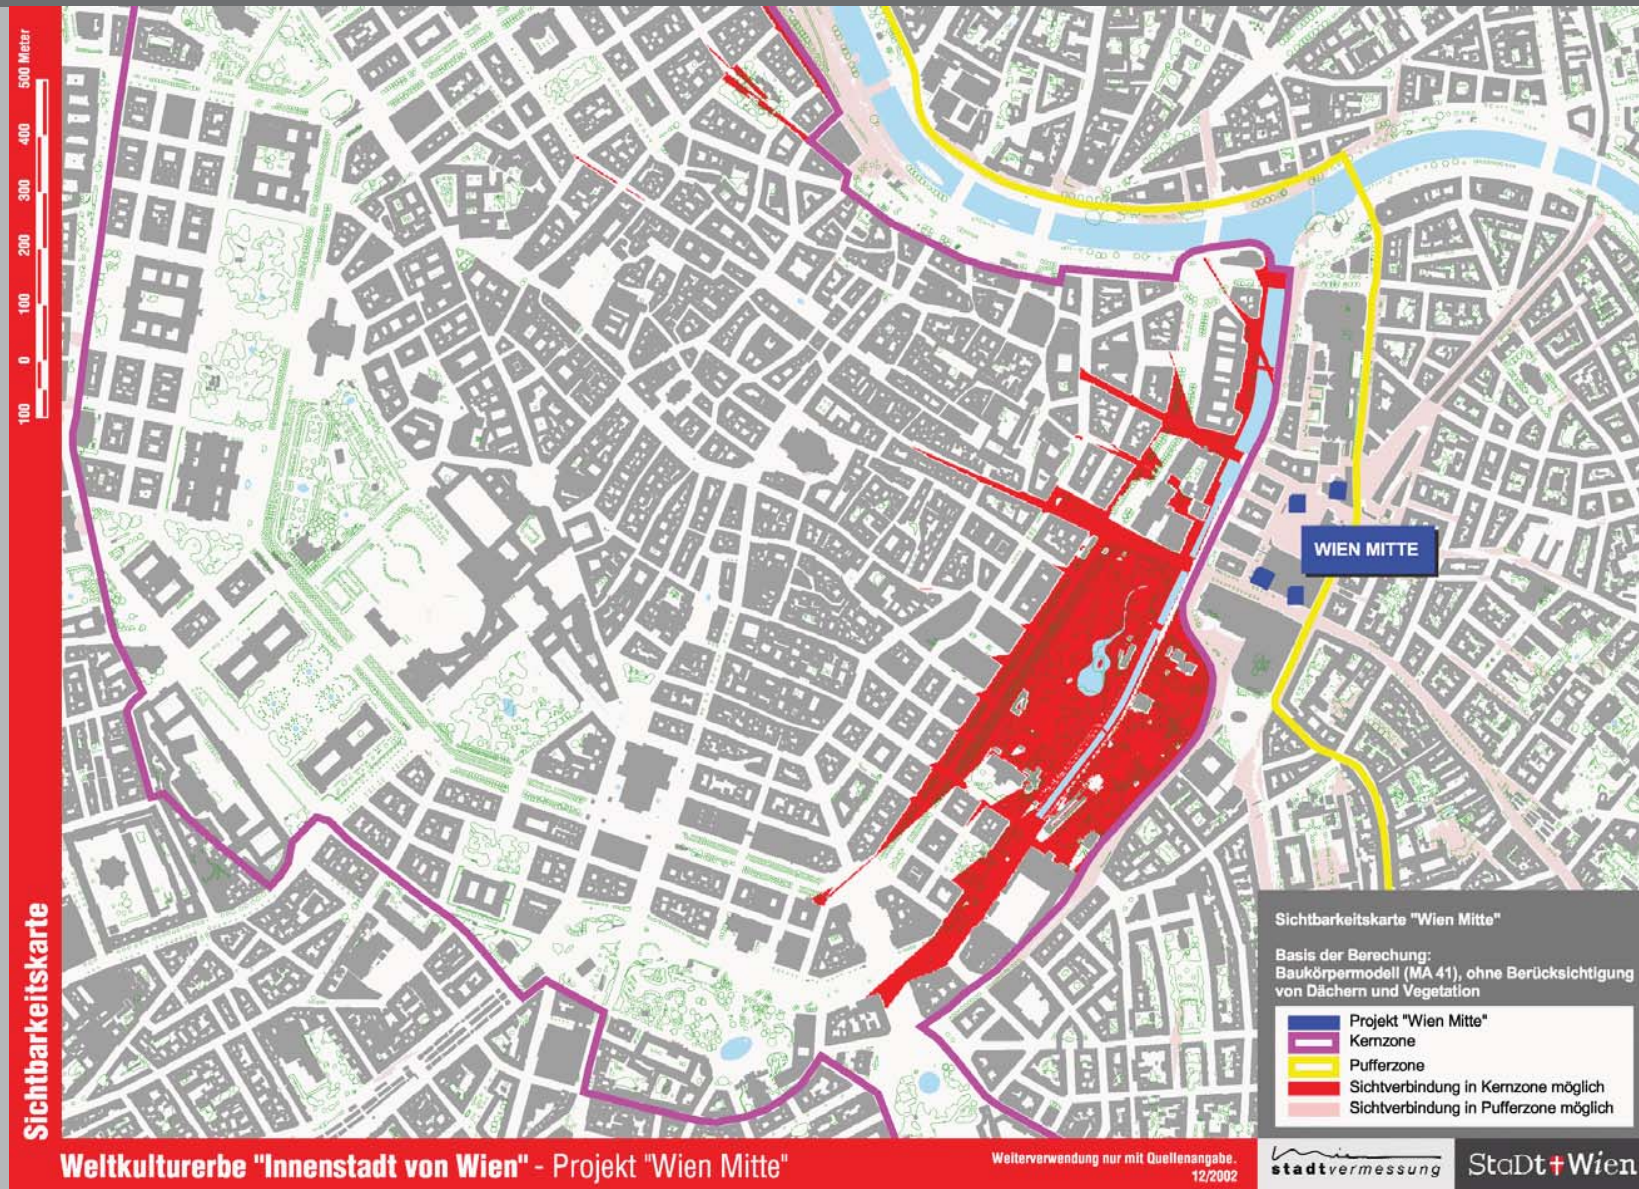 500 Meter
400
300
200
100
0
100
Sichtbarkeitskarte
WIEN MITTE
Sichtbarkeitskarte "Wien Mitte"
Basis der Berechung:
Baukörpermodell (MA 41), ohne Berücksichtigung
von Dächern und Vegetation
Projekt "Wien Mitte"
Kernzone
Pufferzone
Sichtverbindung in Kernzone möglich
Sichtverbindung in Pufferzone möglich
Weltkulturerbe "Innenstadt von Wien" - Projekt "Wien Mitte"
Weiterverwendung nur mit Quellenangabe.
12/2002
Wien
stadtvermessung
StaDt Wien